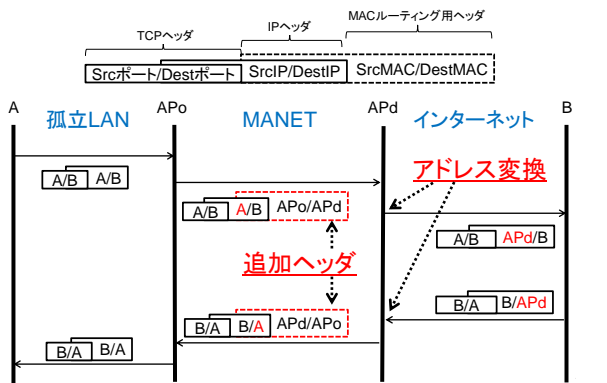 MACルーティング用ヘッダ
IPヘッダ
TCPヘッダ
Srcポート/Destポート SrcIP/DestIP SrcMAC/DestMAC
A APo APd B
孤立LAN MANET インターネット
アドレス変換
A/B A/B
A/B A/B APo/APd
A/B APd/B
追加ヘッダ
B/A B/APd
B/A B/A APd/APo
B/A B/A